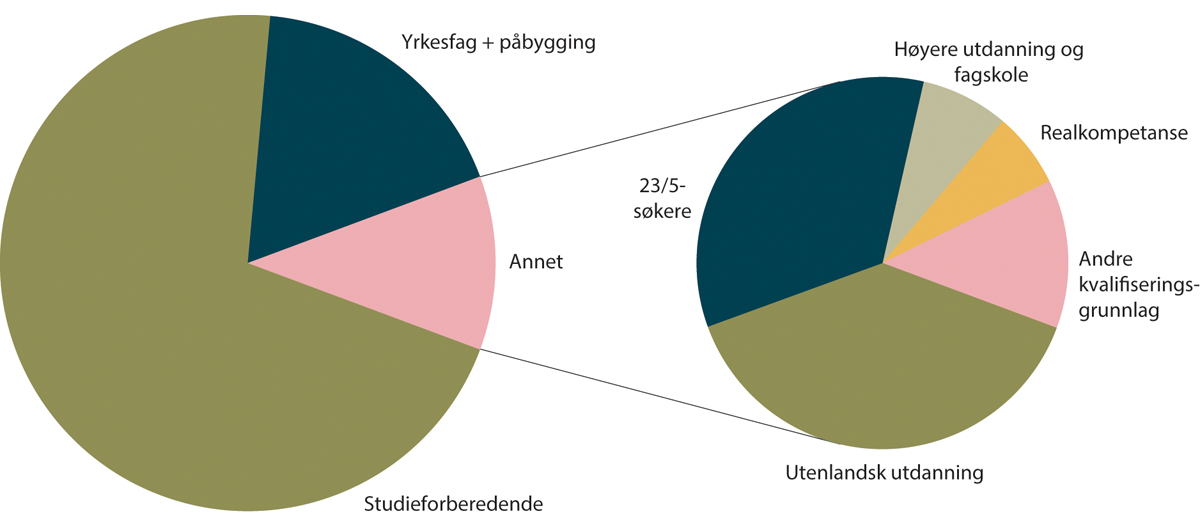 Yrkesfag + påbygging
Annet
Studieforberedende
Høyere utdanning og
fagskole
Realkompetanse
23/5-
søkere
Andre
kvalifiserings-
grunnlag
Utenlandsk utdanning